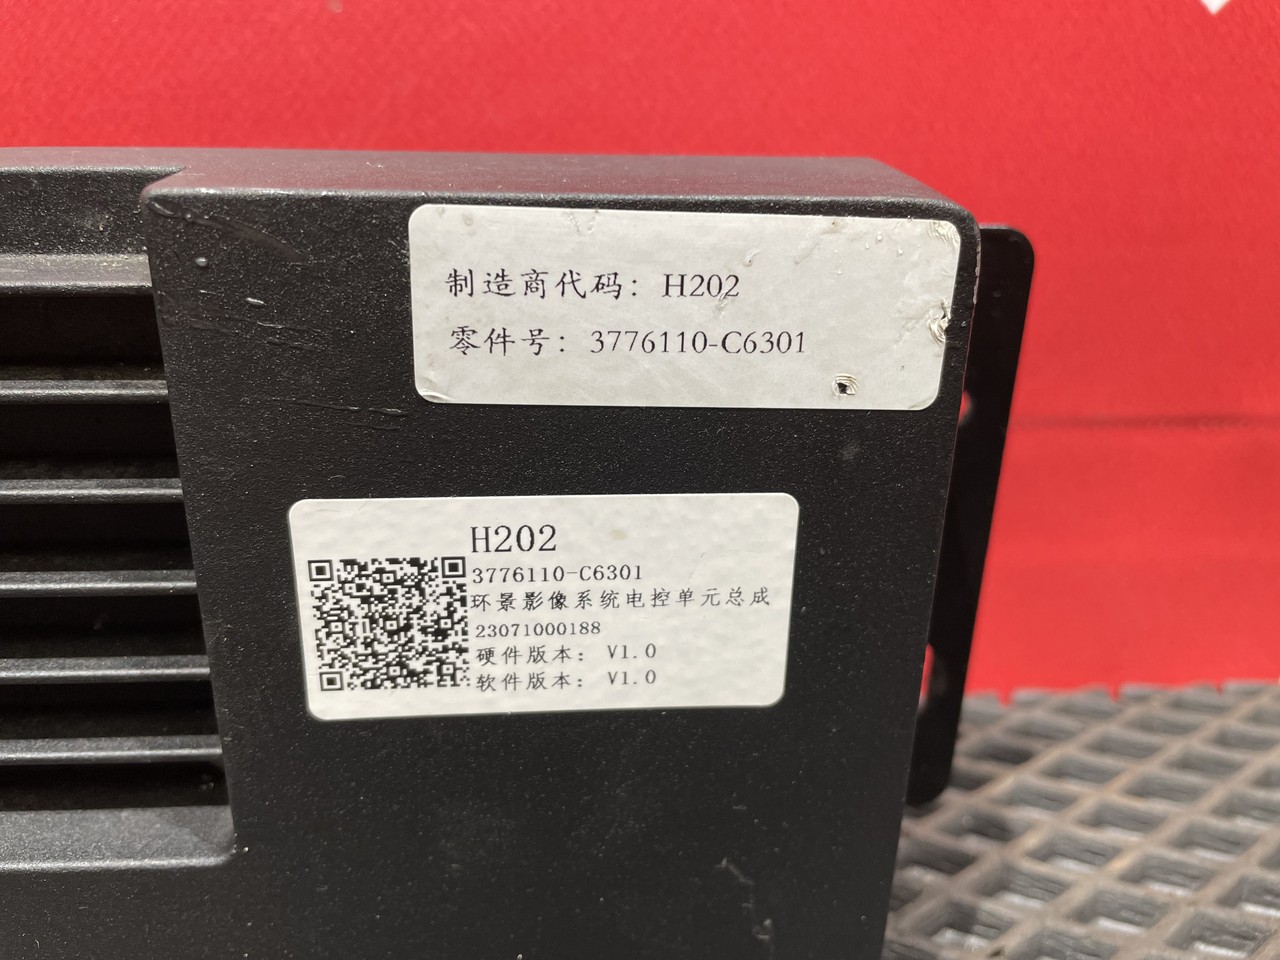 制造商代码：H202
零件号：3776110-C6301
H202
3776110-C6301
环景影像系统电控单元总成
23071000188
硬件版本： V1.0
软件版本： V1.0